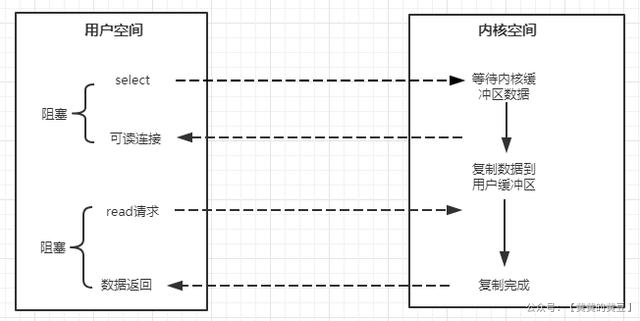 用户空间
内核空间
select
等待内核缓
冲区数据
阻塞
可读连接
复制数据到
用户缓冲区
read请求
阻塞
数据返回
复制完成
公众号：【